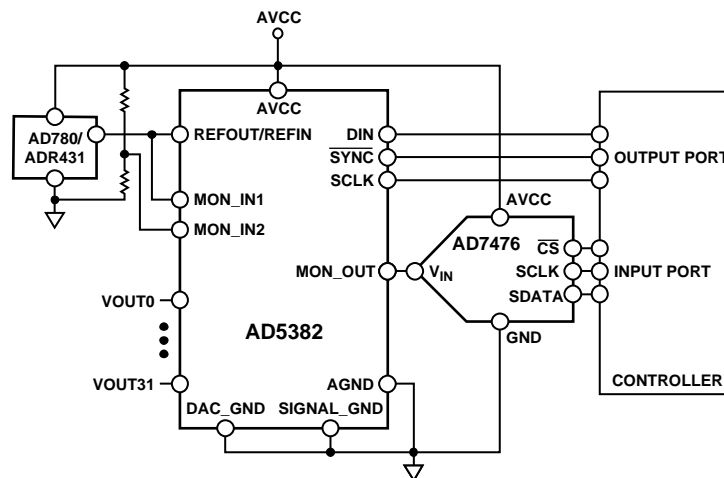 AVCC
AVCC
AD780/
ADR431
REFOUT/REFIN
DIN
SYNC
OUTPUT PORT
SCLK
MON_IN1
AVCC
MON_IN2
AD7476
CS
MON_OUT
VIN
SCLK
INPUT PORT
SDATA
VOUT0
AD5382
GND
VOUT31
AGND
CONTROLLER
DAC_GND
SIGNAL_GND